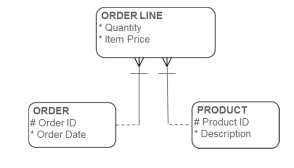 ORDER LINE
* Quantity
* Item Price
ORDER
# Order ID
* Order Date
PRODUCT
# Product ID
* Description